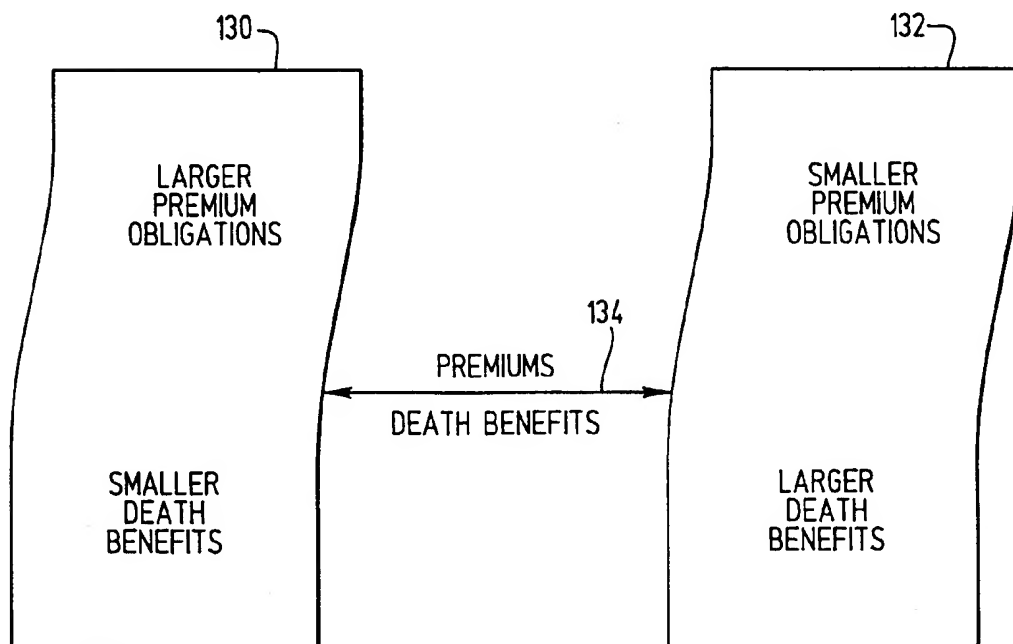 130
132
LARGER
PREMIUM
OBLIGATIONS
SMALLER
PREMIUM
OBLIGATIONS
134
PREMIUMS
DEATH BENEFITS
SMALLER
DEATH
BENEFITS
LARGER
DEATH
BENEFITS